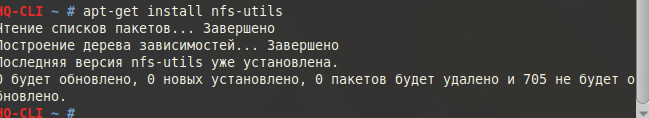 HQ-CLI ~ # apt-get install nfs-utils
Чтение списков пакетов... Завершено
Построение дерева зависимостей... Завершено
Последняя версия nfs-utils уже установлена.
0 будет обновлено, 0 новых установлено, 0 пакетов будет удалено и 705 не будет о
бновлено.
HQ-CLI ~ #